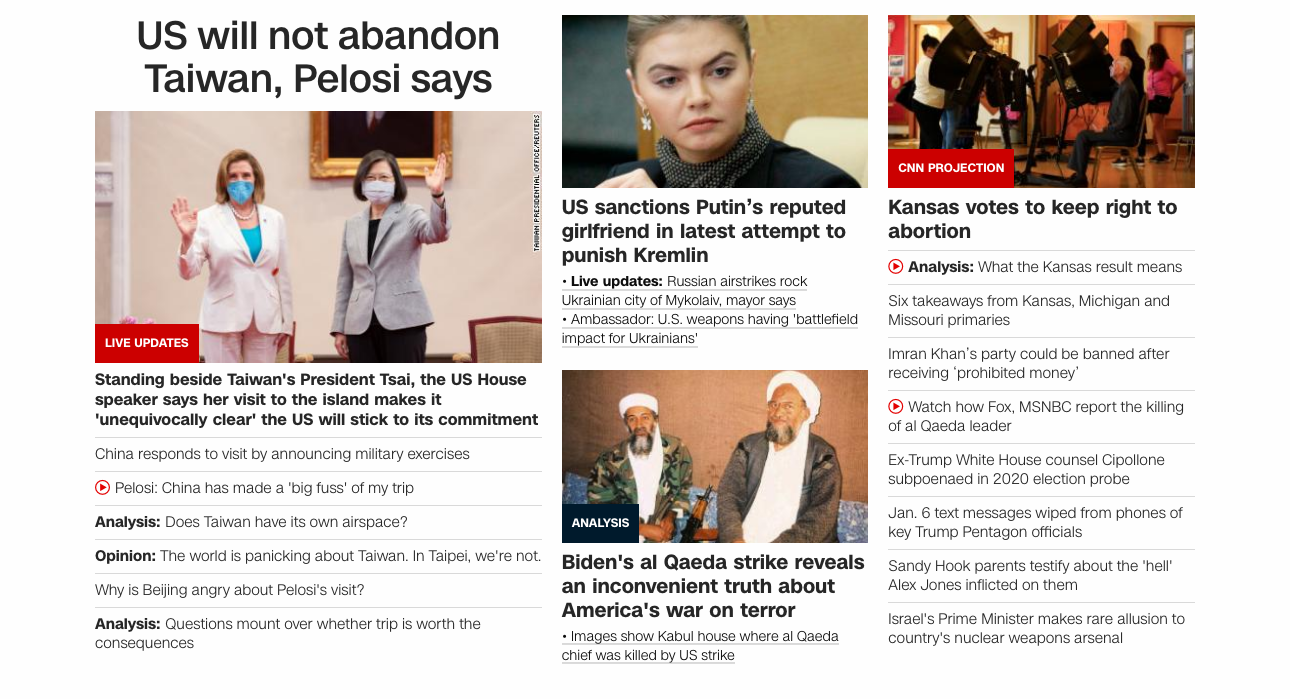 US will not abandon
Taiwan, Pelosi says
TAIWAN PRESIDENTIAL OFFICE/REUTERS
LIVE UPDATES
Standing beside Taiwan's President Tsai, the US House
speaker says her visit to the island makes it
'unequivocally clear' the US will stick to its commitment
China responds to visit by announcing military exercises
Pelosi: China has made a 'big fuss' of my trip
Analysis: Does Taiwan have its own airspace?
Opinion: The world is panicking about Taiwan. In Taipei, we're not.
Why is Beijing angry about Pelosi's visit?
Analysis: Questions mount over whether trip is worth the
consequences
US sanctions Putin’s reputed
girlfriend in latest attempt to
punish Kremlin
• Live updates: Russian airstrikes rock
Ukrainian city of Mykolaiv, mayor says
• Ambassador: U.S. weapons having 'battlefield
impact for Ukrainians'
ANALYSIS
Biden's al Qaeda strike reveals
an inconvenient truth about
America's war on terror
• Images show Kabul house where al Qaeda
chief was killed by US strike
CNN PROJECTION
Kansas votes to keep right to
abortion
Analysis: What the Kansas result means
Six takeaways from Kansas, Michigan and
Missouri primaries
Imran Khan’s party could be banned after
receiving ‘prohibited money’
Watch how Fox, MSNBC report the killing
of al Qaeda leader
Ex-Trump White House counsel Cipollone
subpoenaed in 2020 election probe
Jan. 6 text messages wiped from phones of
key Trump Pentagon officials
Sandy Hook parents testify about the 'hell'
Alex Jones inflicted on them
Israel's Prime Minister makes rare allusion to
country's nuclear weapons arsenal